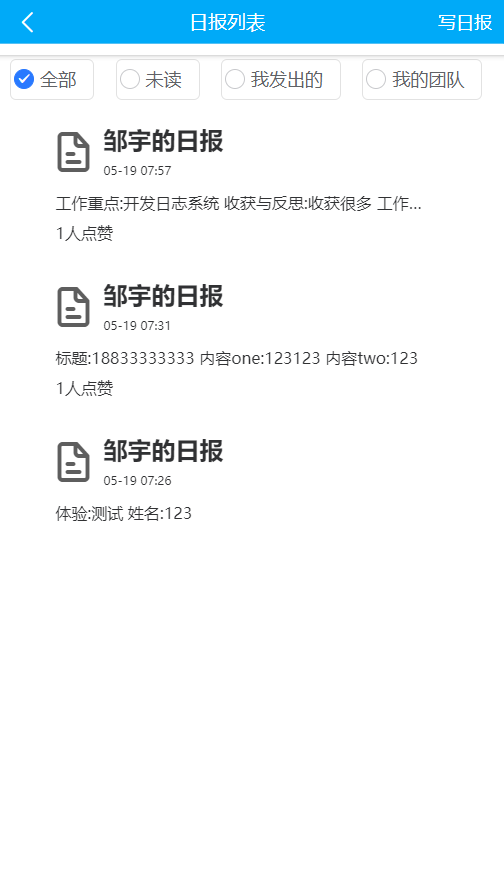 日报列表 写日报
全部 未读 我发出的 我的团队
邹宇的日报
05-19 07:57
工作重点:开发日志系统 收获与反思:收获很多 工作...
1人点赞
邹宇的日报
05-19 07:31
标题:18833333333 内容one:123123 内容two:123
1人点赞
邹宇的日报
05-19 07:26
体验:测试 姓名:123